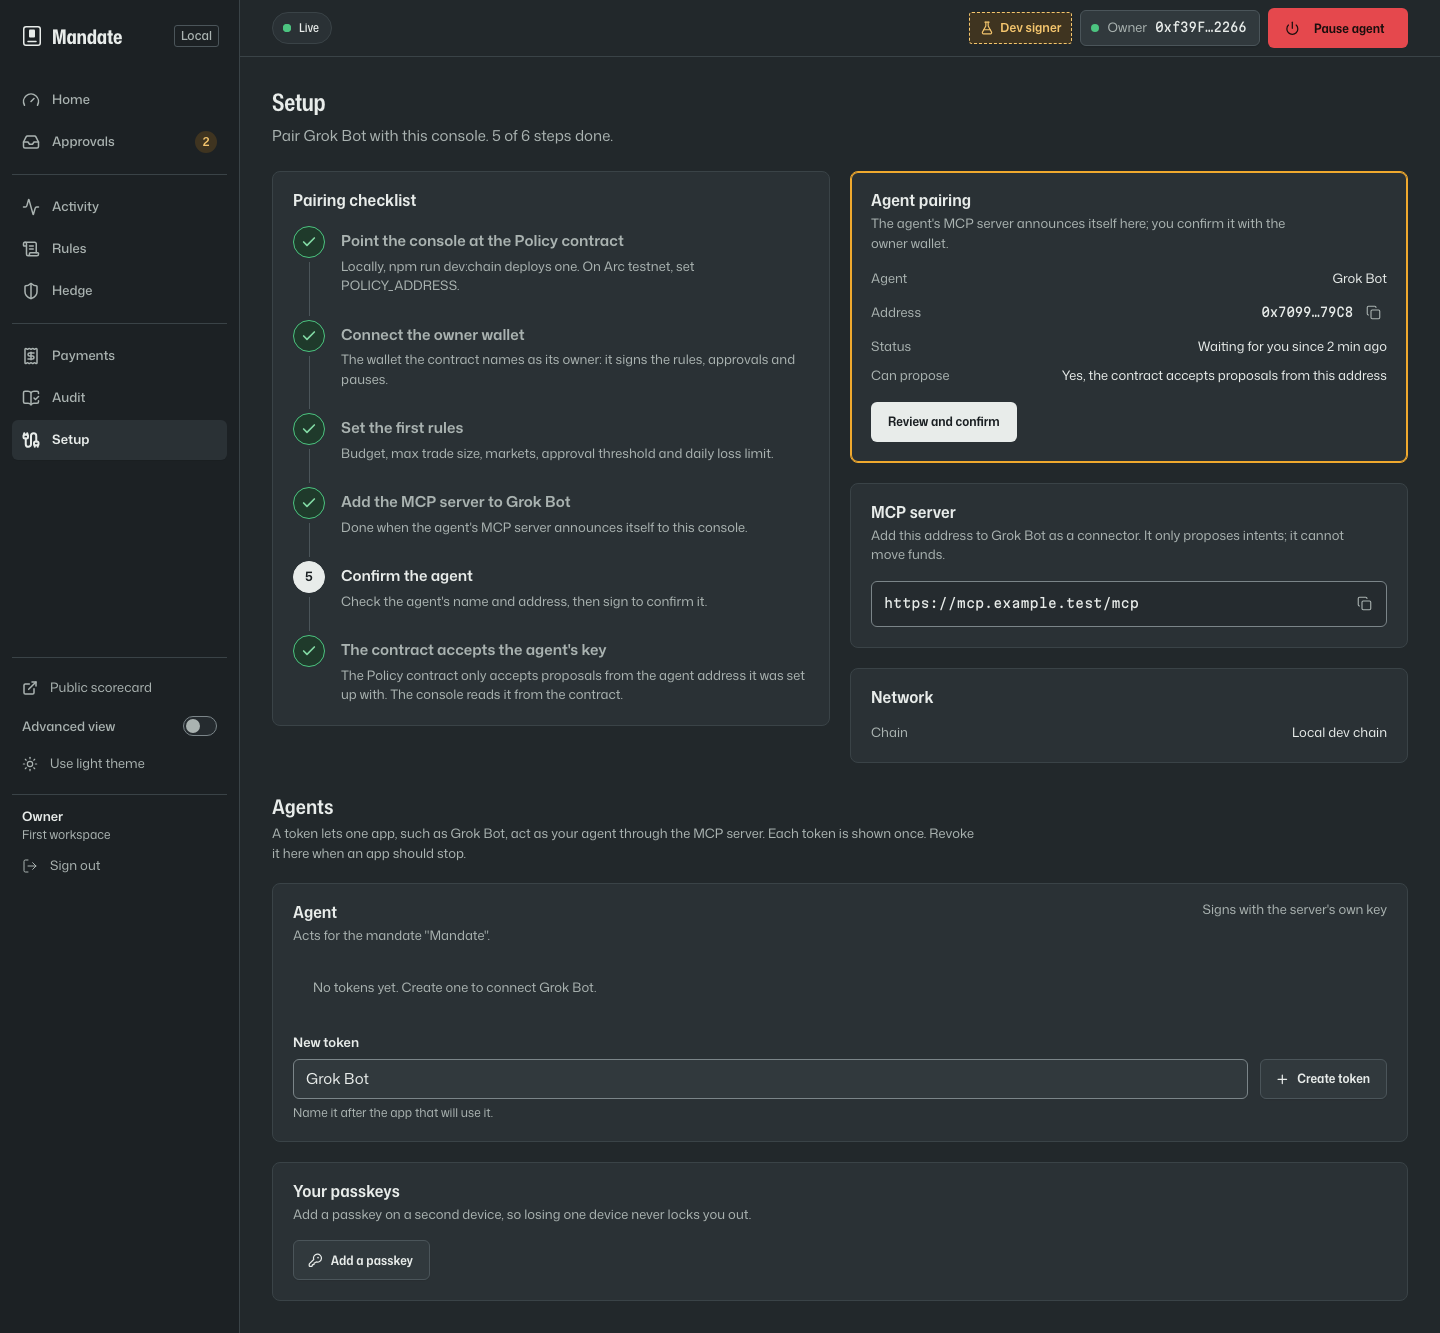 Mandate
Local
Home
Approvals
2
Activity
Rules
Hedge
Payments
Audit
Setup
Public scorecard
Advanced view
Use light theme
Owner
First workspace
Sign out
Live
Dev signer
Owner 0xf39F…2266
Pause agent
Setup
Pair Grok Bot with this console. 5 of 6 steps done.
Pairing checklist
Point the console at the Policy contract
Locally, npm run dev:chain deploys one. On Arc testnet, set
POLICY_ADDRESS.
Connect the owner wallet
The wallet the contract names as its owner: it signs the rules, approvals and
pauses.
Set the first rules
Budget, max trade size, markets, approval threshold and daily loss limit.
Add the MCP server to Grok Bot
Done when the agent's MCP server announces itself to this console.
5
Confirm the agent
Check the agent's name and address, then sign to confirm it.
The contract accepts the agent's key
The Policy contract only accepts proposals from the agent address it was set
up with. The console reads it from the contract.
Agent pairing
The agent's MCP server announces itself here; you confirm it with the
owner wallet.
Agent
Grok Bot
Address
0x7099…79C8
Status
Waiting for you since 2 min ago
Can propose
Yes, the contract accepts proposals from this address
Review and confirm
MCP server
Add this address to Grok Bot as a connector. It only proposes intents; it cannot
move funds.
https://mcp.example.test/mcp
Network
Chain
Local dev chain
Agents
A token lets one app, such as Grok Bot, act as your agent through the MCP server. Each token is shown once. Revoke
it here when an app should stop.
Agent
Signs with the server's own key
Acts for the mandate "Mandate".
No tokens yet. Create one to connect Grok Bot.
New token
Grok Bot
Create token
Name it after the app that will use it.
Your passkeys
Add a passkey on a second device, so losing one device never locks you out.
Add a passkey